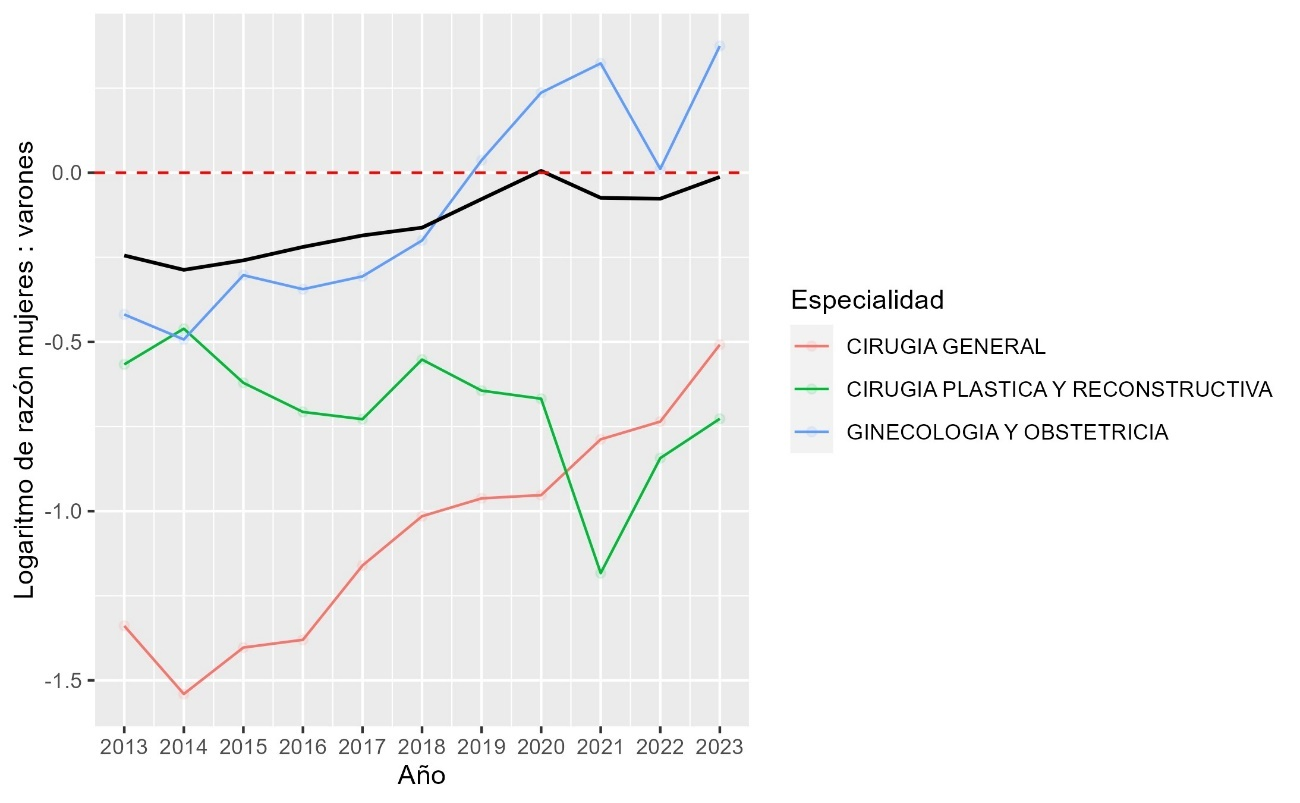 Logaritmo de razón mujeres : varones
0.0
-0.5
-1.0
-1.5
2013 2014 2015 2016 2017 2018 2019 2020 2021 2022 2023
Año
Especialidad
CIRUGIA GENERAL
CIRUGIA PLASTICA Y RECONSTRUCTIVA
GINECOLOGIA Y OBSTETRICIA